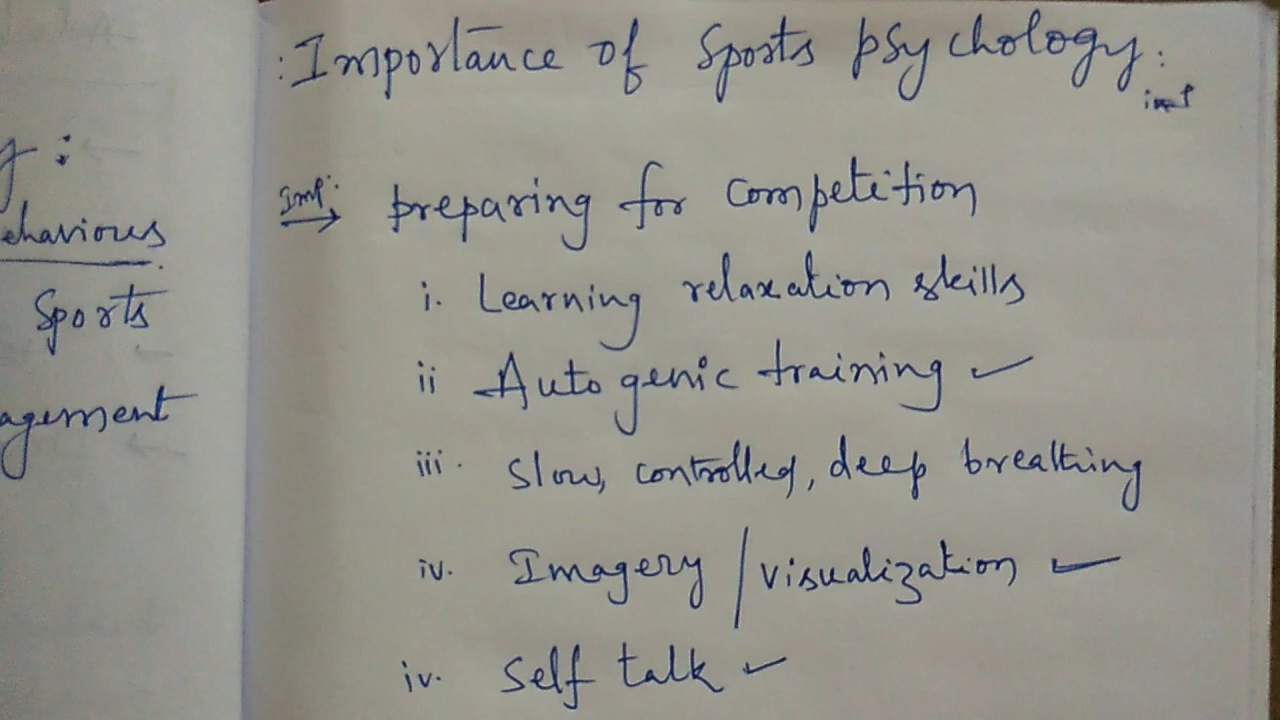 : Importance of Sports psychology :
imp
Imp: → preparing for competition
i. Learning relaxation skills
ii Autogenic training ✓
iii. slow, controlled, deep breathing
iv. Imagery / visualization ✓
iv. Self talk ✓
Sports